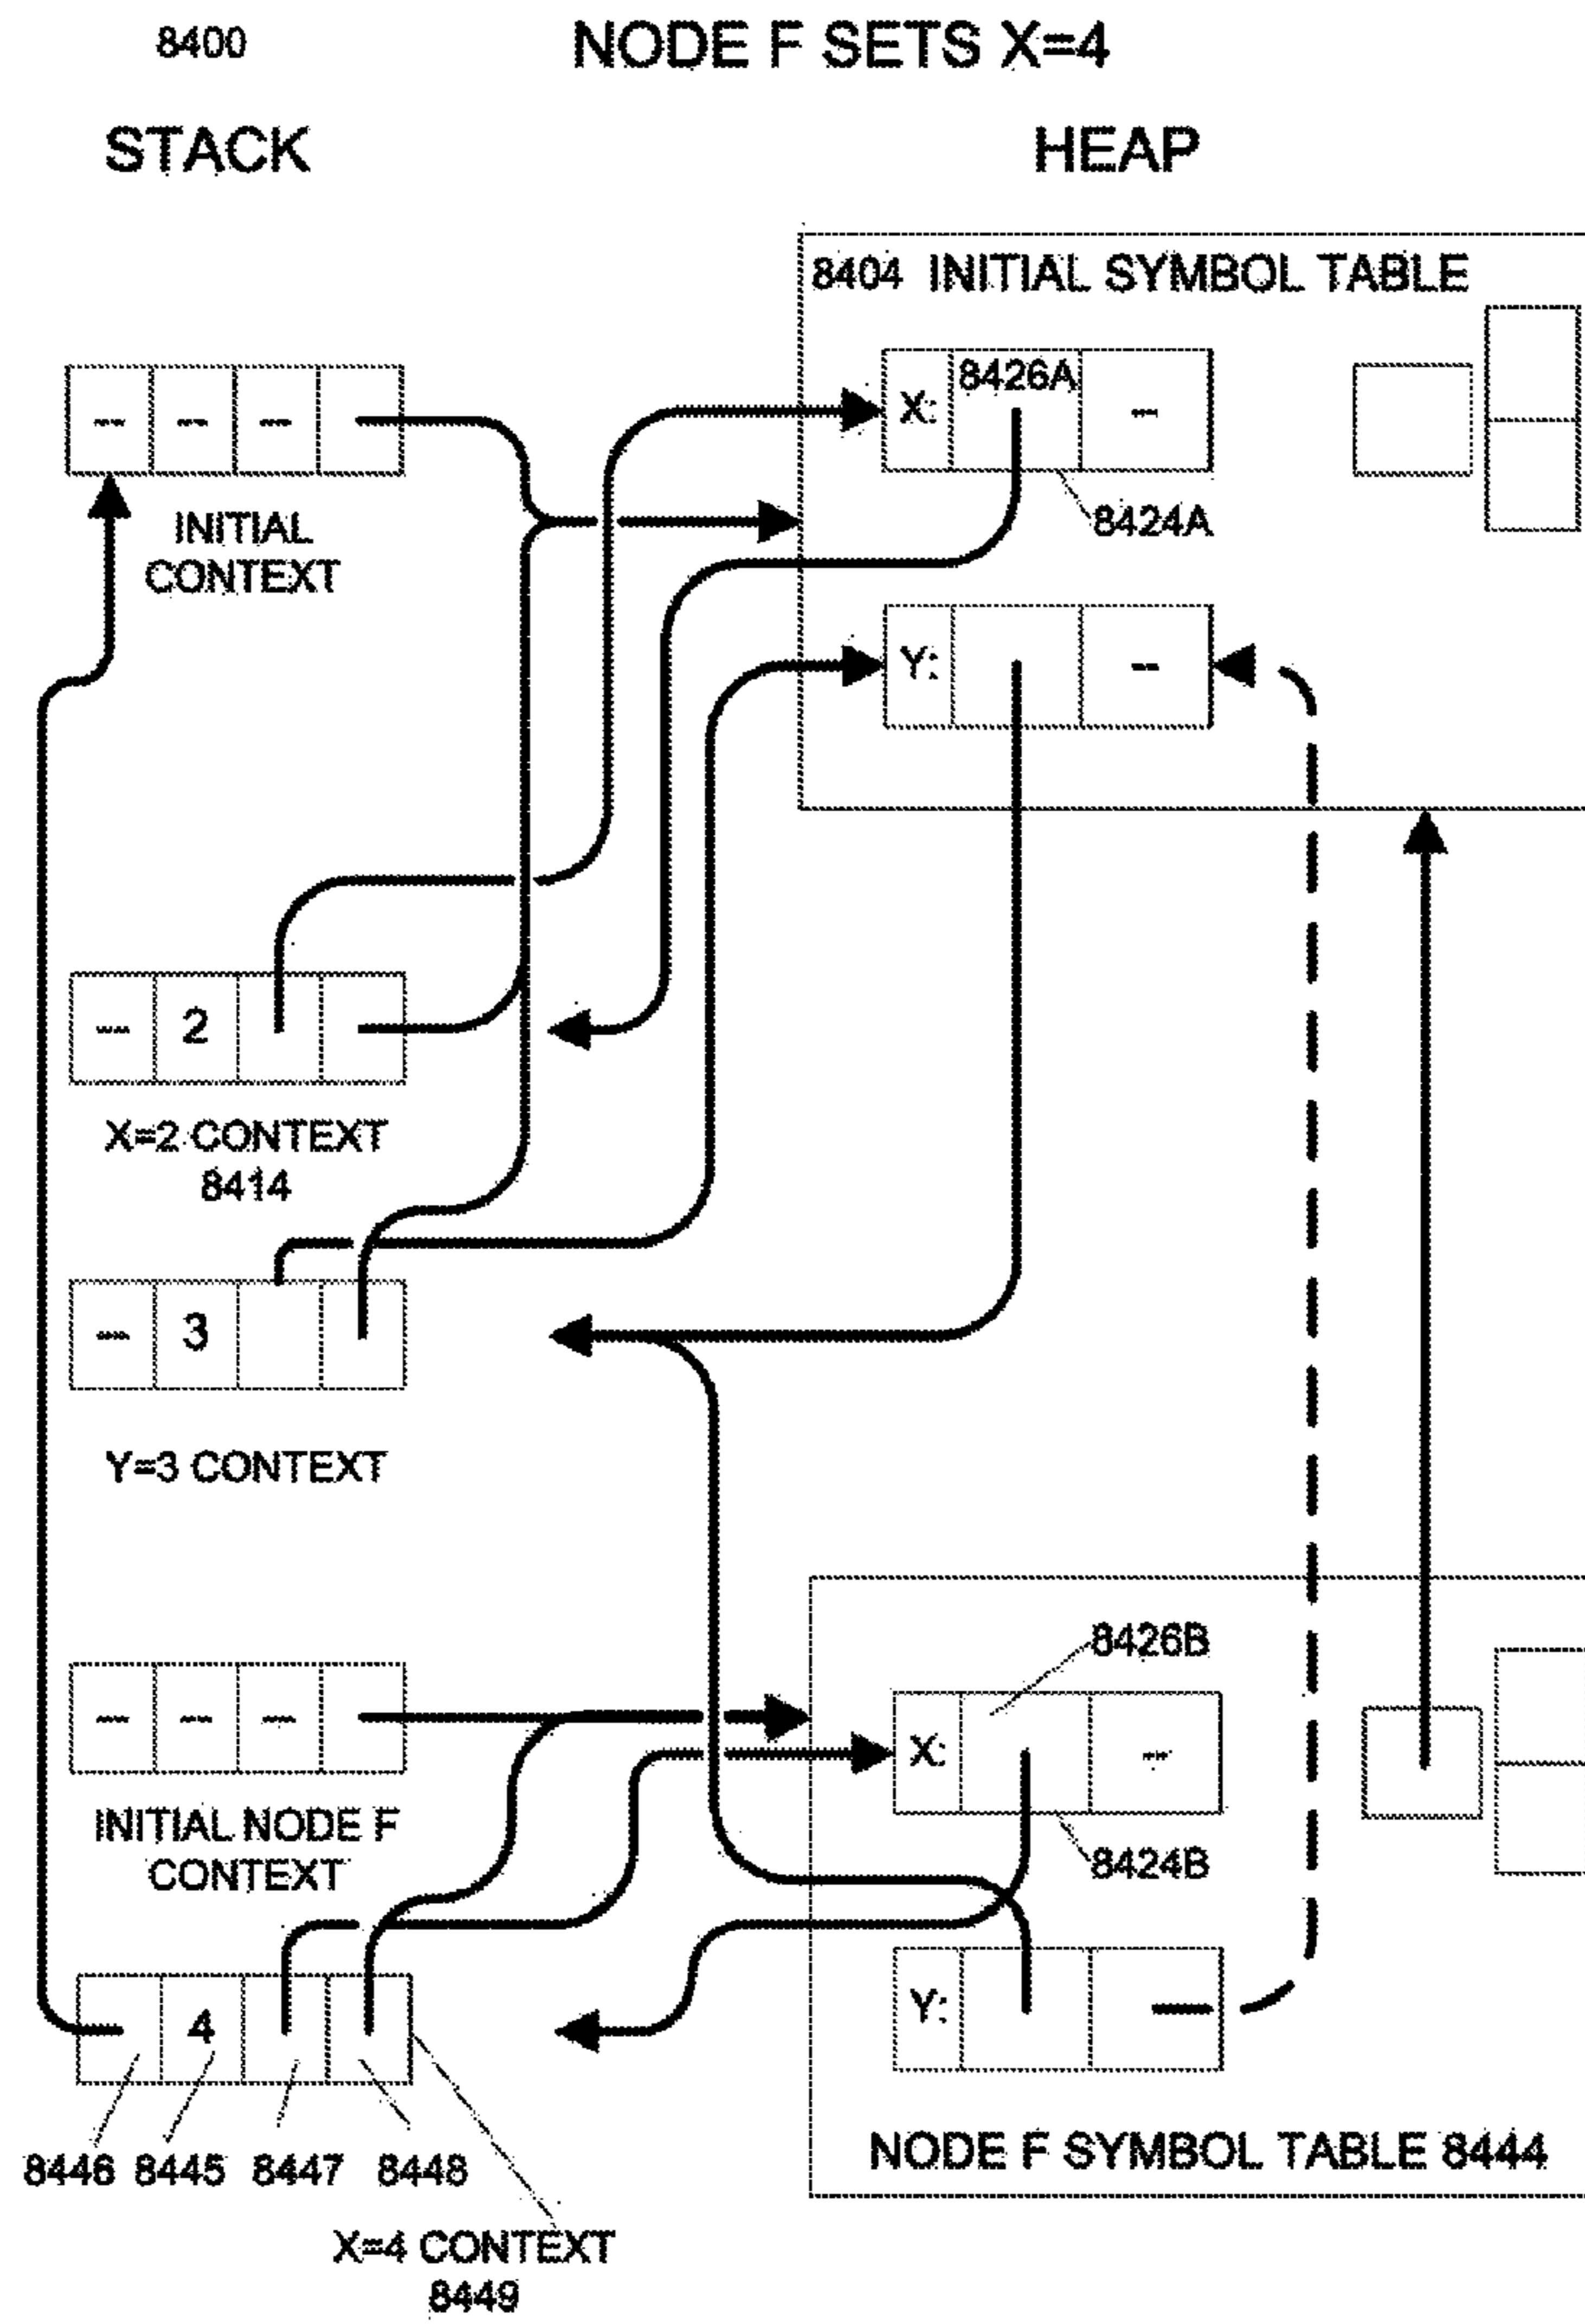 8400
NODE F SETS X=4
STACK
HEAP
8404 INITIAL SYMBOL TABLE
-- -- --
X: 8426A --
8424A
INITIAL
CONTEXT
Y: --
-- 2
X=2 CONTEXT
8414
-- 3
Y=3 CONTEXT
8426B
-- -- --
X: --
8424B
INITIAL NODE F
CONTEXT
4
Y:
8446 8445 8447 8448
NODE F SYMBOL TABLE 8444
X=4 CONTEXT
8449